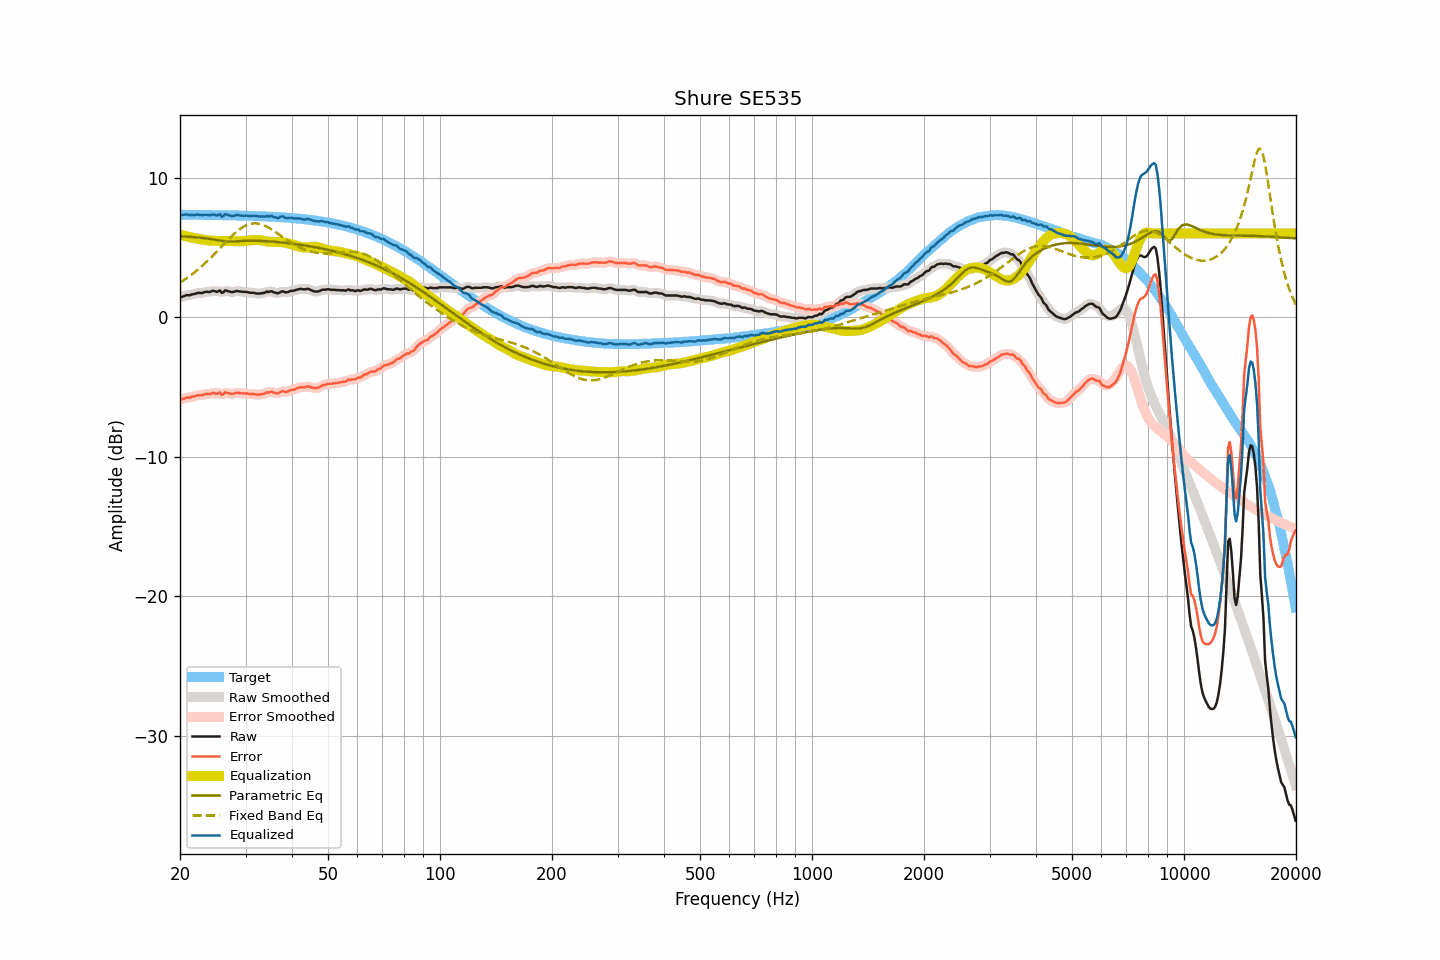 Shure SE535
Amplitude (dBr)
10
0
−10
−20
−30
Target
Raw Smoothed
Error Smoothed
Raw
Error
Equalization
Parametric Eq
Fixed Band Eq
Equalized
20 50 100 200 500 1000 2000 5000 10000 20000
Frequency (Hz)